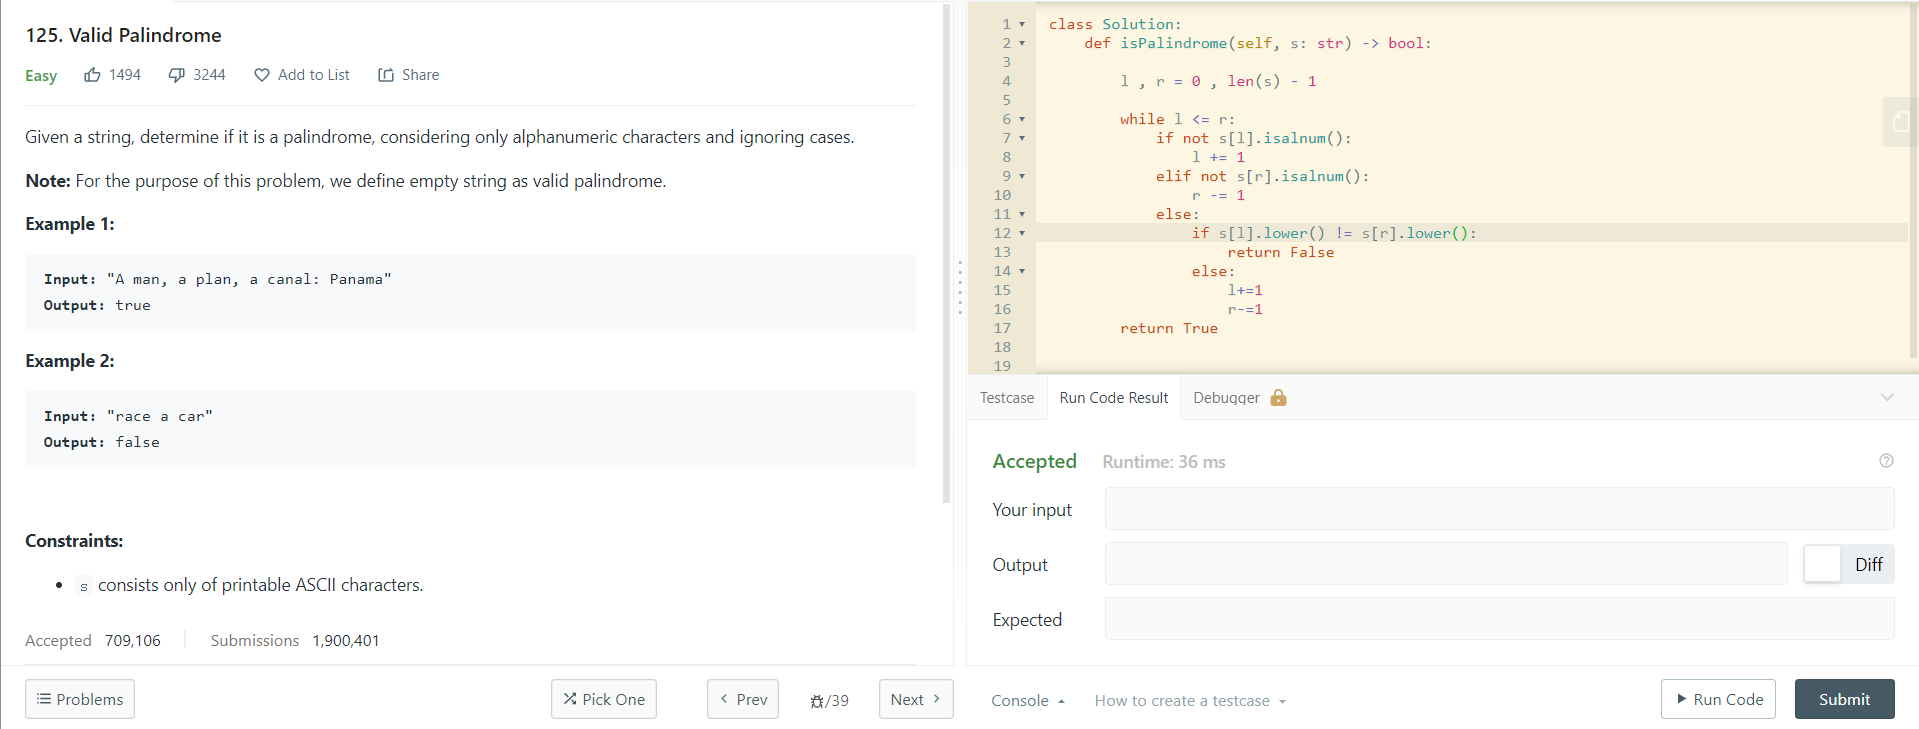 125. Valid Palindrome
Easy 1494 3244 Add to List Share
Given a string, determine if it is a palindrome, considering only alphanumeric characters and ignoring cases.
Note: For the purpose of this problem, we define empty string as valid palindrome.
Example 1:
Input: "A man, a plan, a canal: Panama"
Output: true
Example 2:
Input: "race a car"
Output: false
Constraints:
• s consists only of printable ASCII characters.
Accepted 709,106 Submissions 1,900,401
Problems Pick One < Prev /39 Next >
1 class Solution:
2     def isPalindrome(self, s: str) -> bool:
3
4         l , r = 0 , len(s) - 1
5
6         while l <= r:
7             if not s[l].isalnum():
8                 l += 1
9             elif not s[r].isalnum():
10                 r -= 1
11             else:
12                 if s[l].lower() != s[r].lower():
13                     return False
14                 else:
15                     l+=1
16                     r-=1
17         return True
18
19
Testcase Run Code Result Debugger
Accepted Runtime: 36 ms
Your input
Output Diff
Expected
Console How to create a testcase Run Code Submit